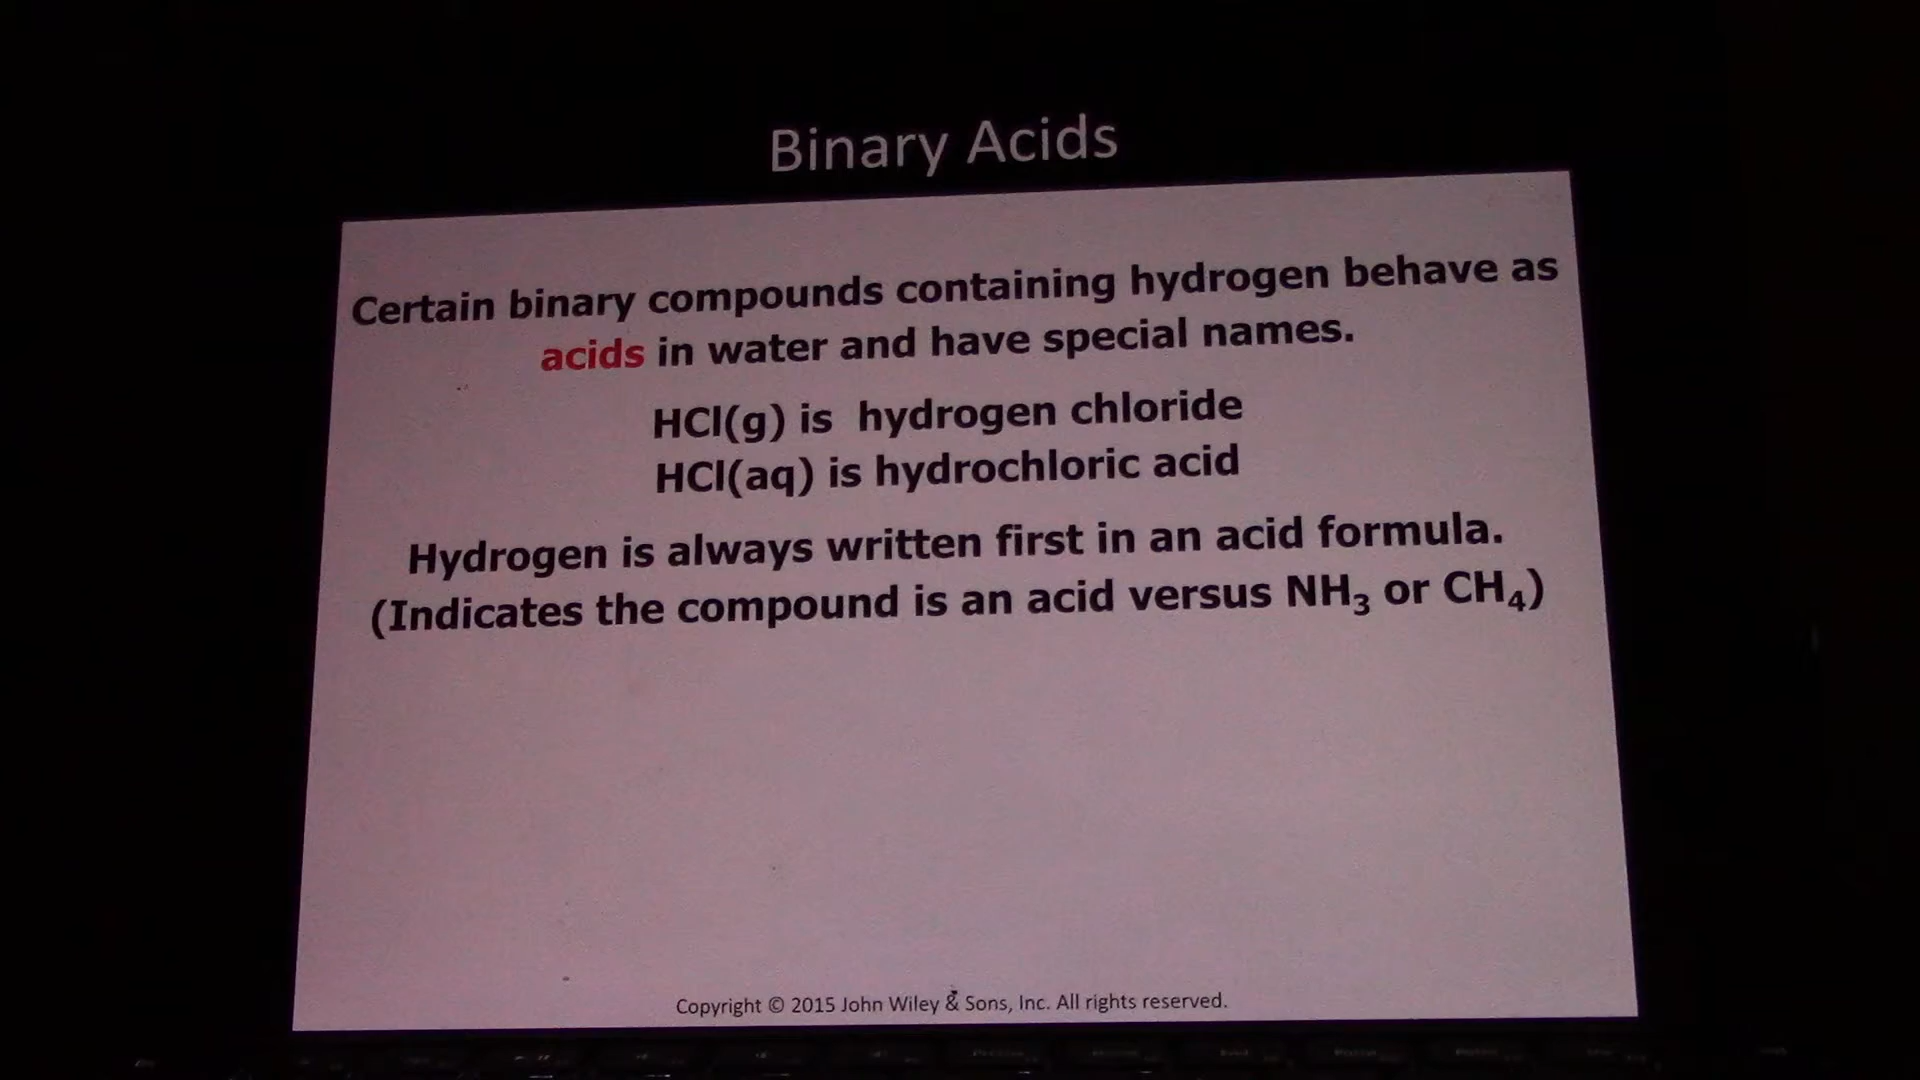 Binary Acids
Certain binary compounds containing hydrogen behave as
acids in water and have special names.
HCl(g) is hydrogen chloride
HCl(aq) is hydrochloric acid
Hydrogen is always written first in an acid formula.
(Indicates the compound is an acid versus NH₃ or CH₄)
Copyright © 2015 John Wiley & Sons, Inc. All rights reserved.